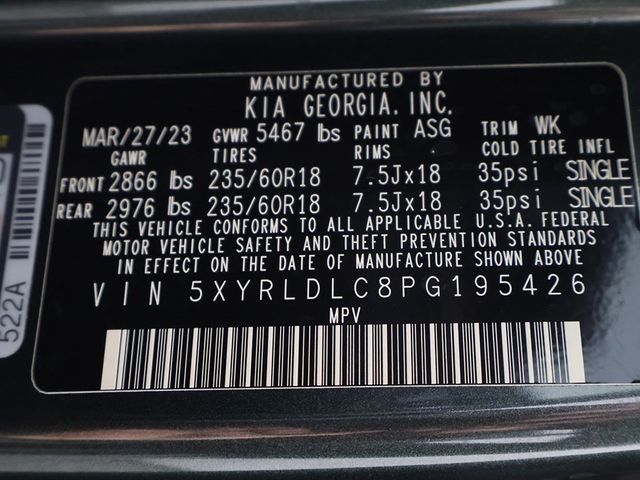 MANUFACTURED BY
KIA GEORGIA, INC.
MAR/27/23 GVWR 5467 lbs PAINT ASG TRIM WK
GAWR TIRES RIMS COLD TIRE INFL
FRONT 2866 lbs 235/60R18 7.5Jx18 35psi SINGLE
REAR 2976 lbs 235/60R18 7.5Jx18 35psi SINGLE
THIS VEHICLE CONFORMS TO ALL APPLICABLE U.S.A. FEDERAL
MOTOR VEHICLE SAFETY AND THEFT PREVENTION STANDARDS
IN EFFECT ON THE DATE OF MANUFACTURE SHOWN ABOVE
VIN 5XYRLDLC8PG195426
MPV
522A